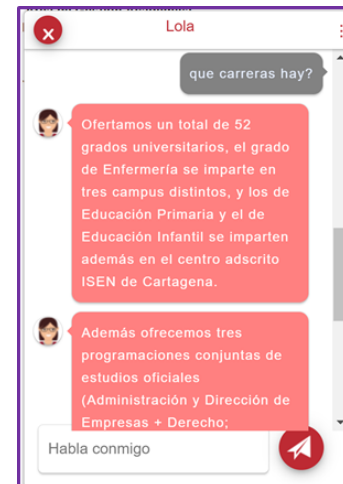 Lola
que carreras hay?
Ofertamos un total de 52
grados universitarios, el grado
de Enfermería se imparte en
tres campus distintos, y los de
Educación Primaria y el de
Educación Infantil se imparten
además en el centro adscrito
ISEN de Cartagena.
Además ofrecemos tres
programaciones conjuntas de
estudios oficiales
(Administración y Dirección de
Empresas + Derecho;
Habla conmigo